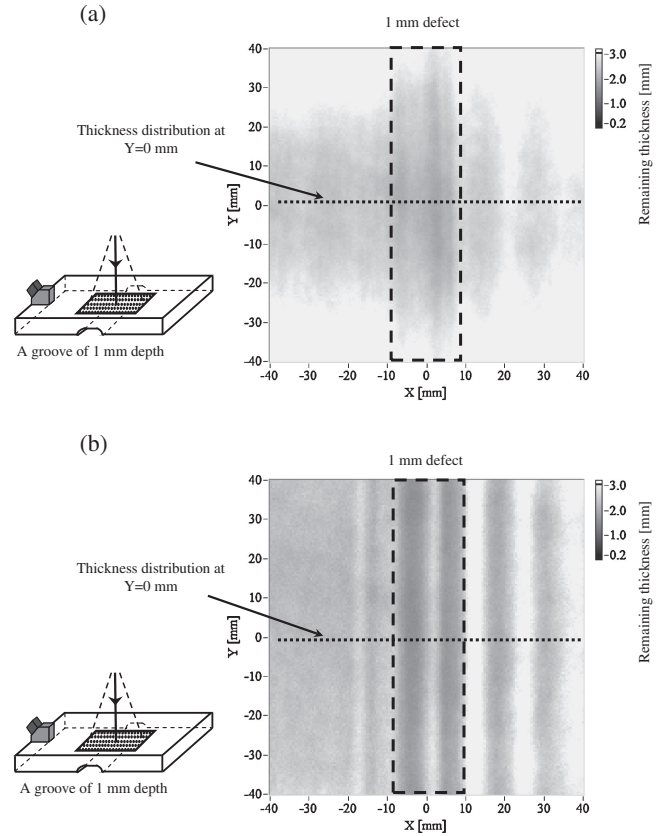 (a)
1 mm defect
40
30
20
10
0
-10
-20
-30
-40
Y [mm]
-40 -30 -20 -10 0 10 20 30 40
X [mm]
3.0
2.0
1.0
0.2
Remaining thickness [mm]
Thickness distribution at
Y=0 mm
A groove of 1 mm depth
(b)
1 mm defect
40
30
20
10
0
-10
-20
-30
-40
Y [mm]
-40 -30 -20 -10 0 10 20 30 40
X [mm]
3.0
2.0
1.0
0.2
Remaining thickness [mm]
Thickness distribution at
Y=0 mm
A groove of 1 mm depth